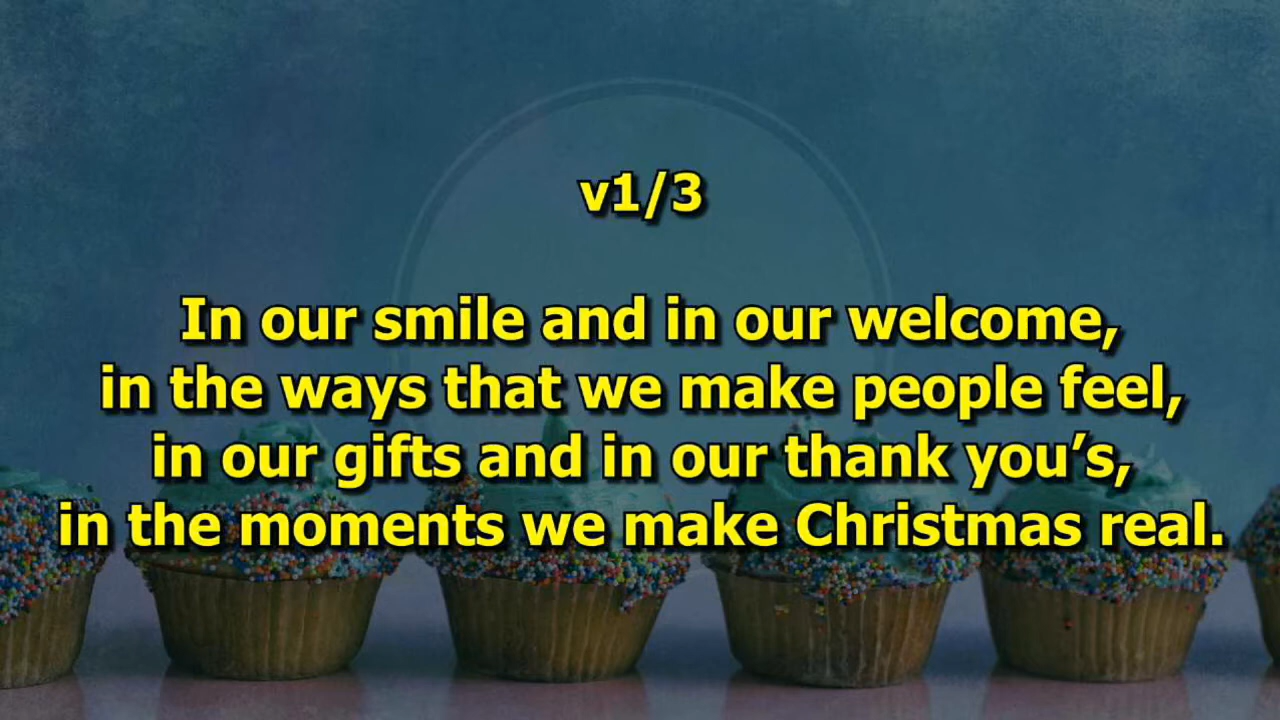 v1/3
In our smile and in our welcome,
in the ways that we make people feel,
in our gifts and in our thank you’s,
in the moments we make Christmas real.